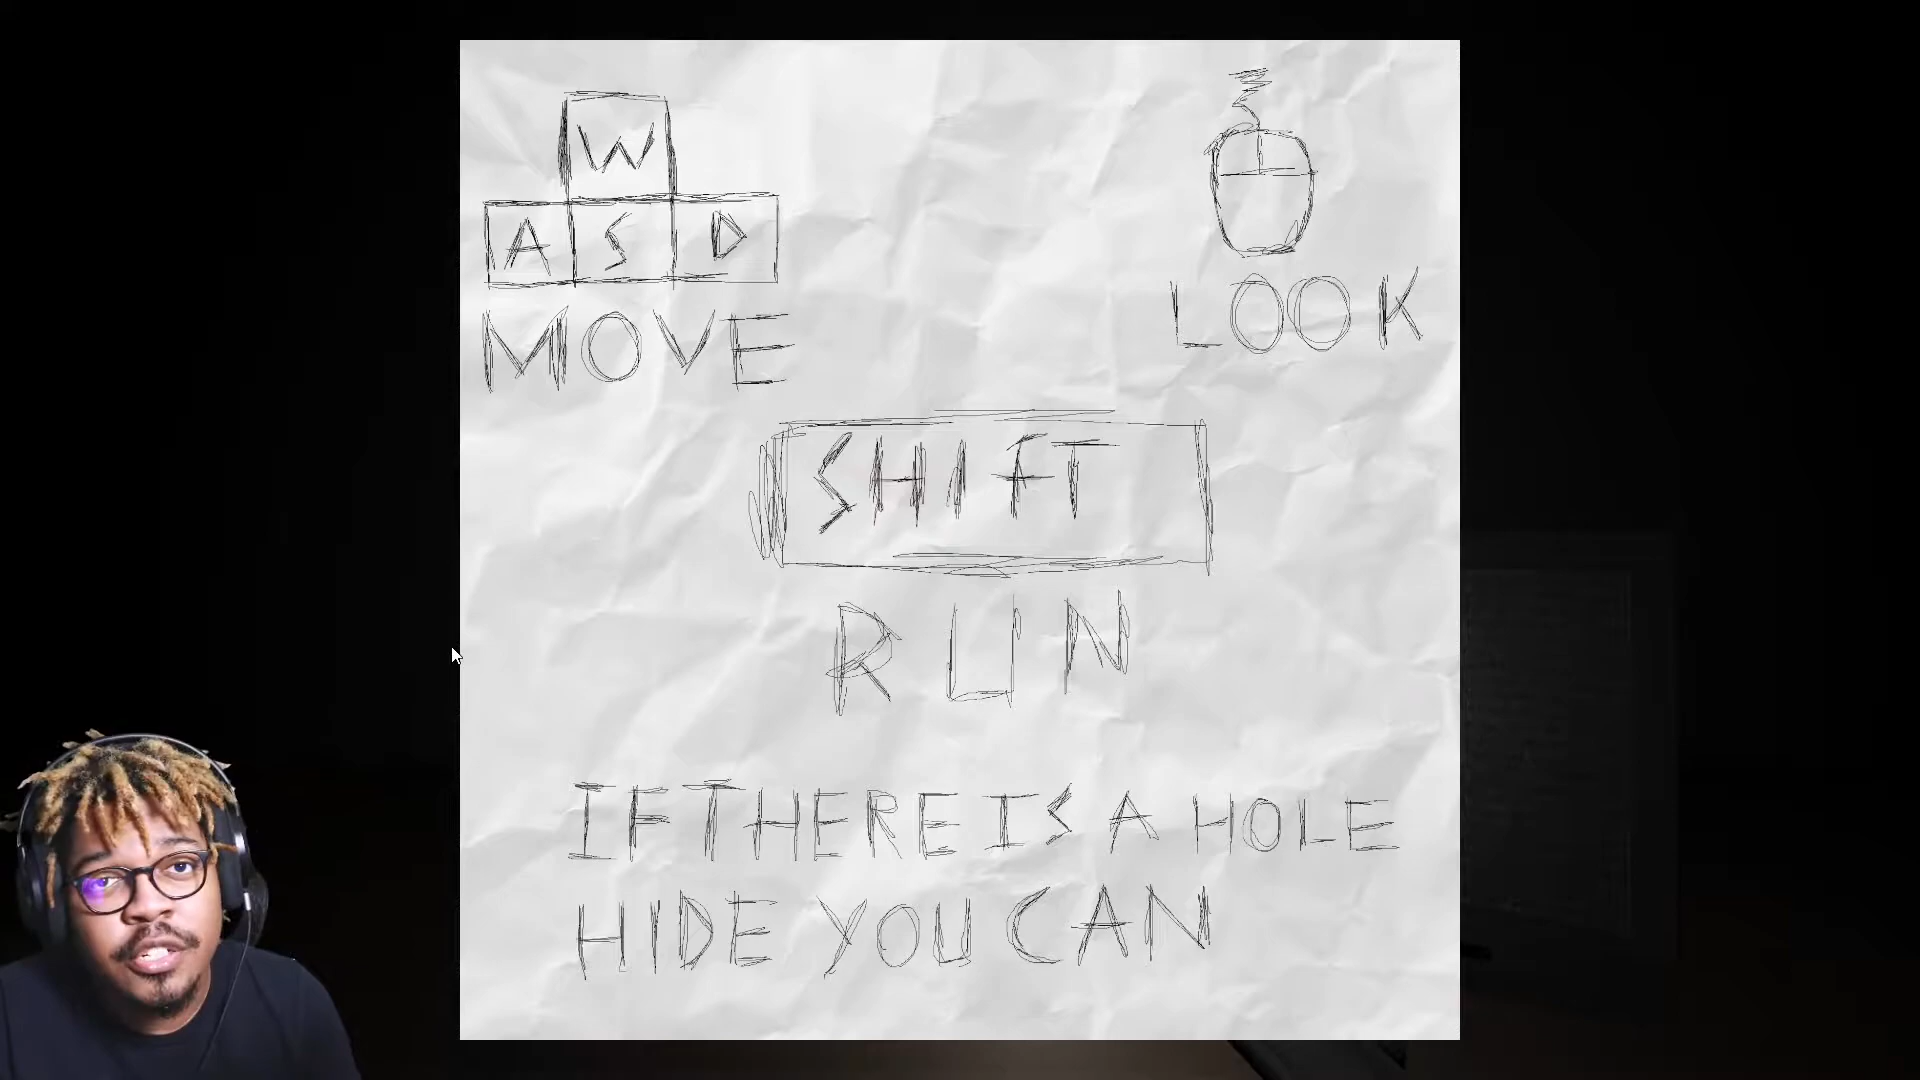 W
A S D
MOVE
LOOK
SHIFT
RUN
IF THERE IS A HOLE
HIDE YOU CAN